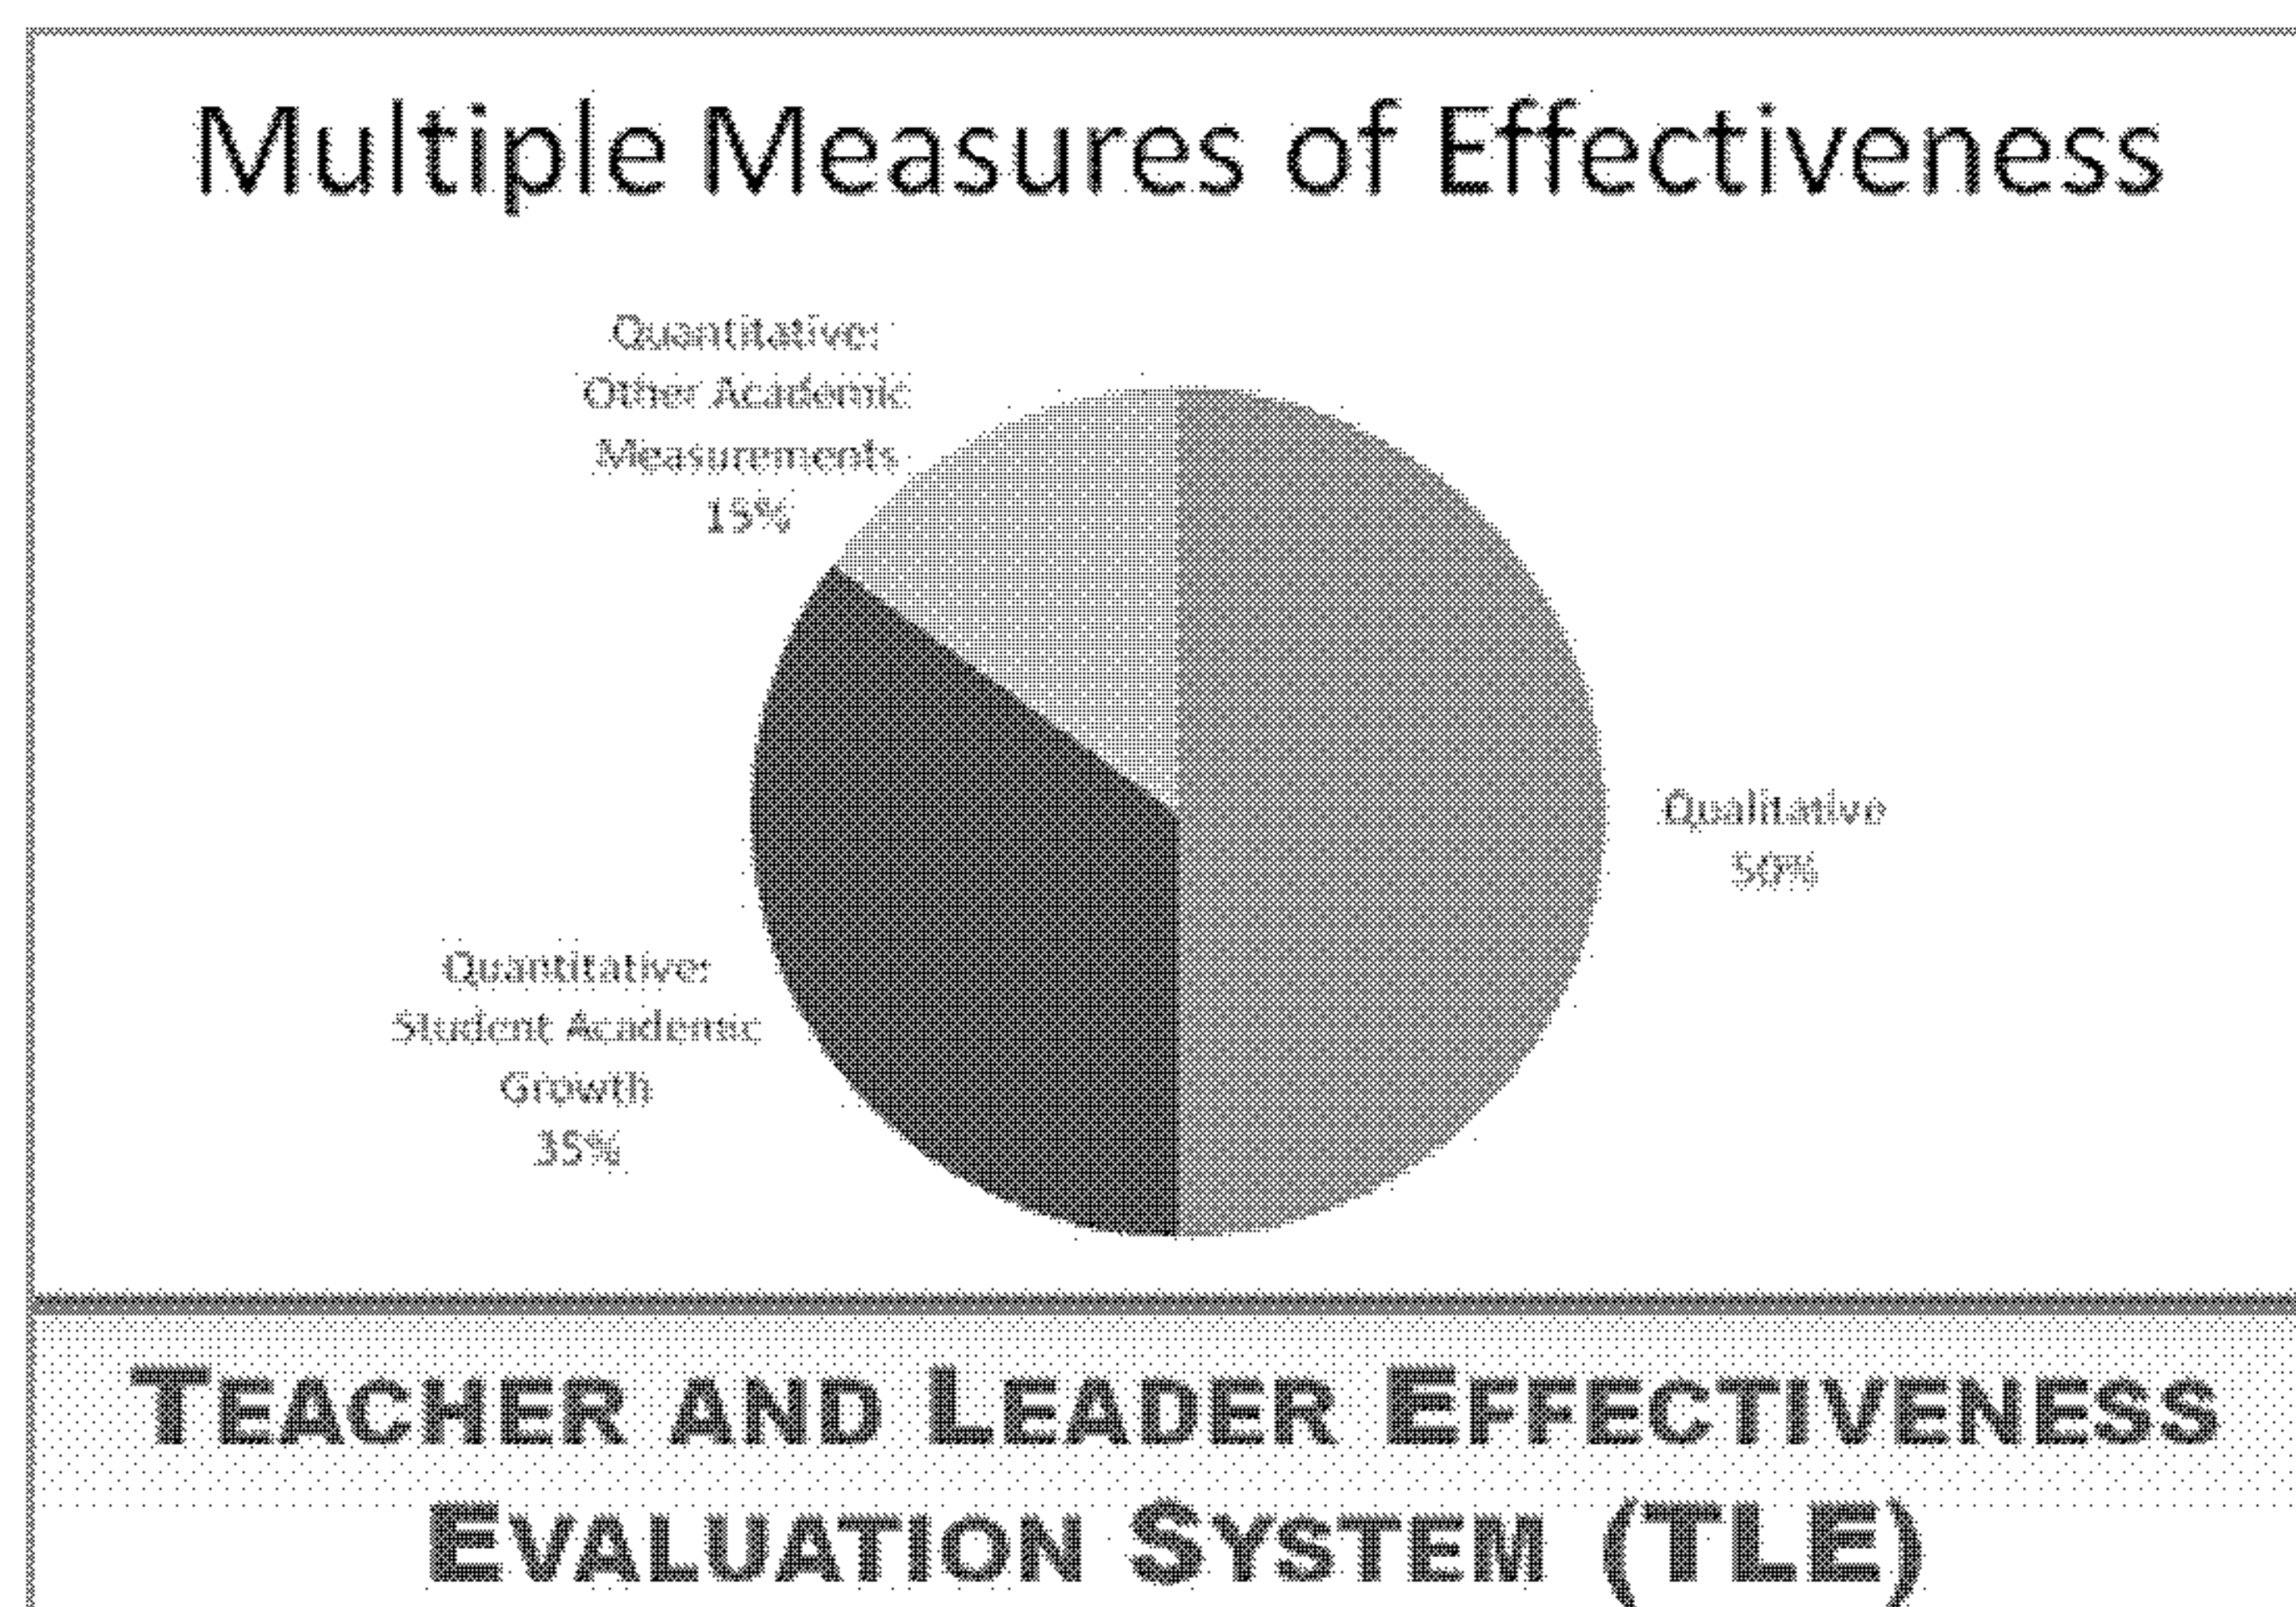 Multiple Measures of Effectiveness
Quantitative:
Other Academic
Measurements
15%
Qualitative
50%
Quantitative:
Student Academic
Growth
35%
TEACHER AND LEADER EFFECTIVENESS
EVALUATION SYSTEM (TLE)